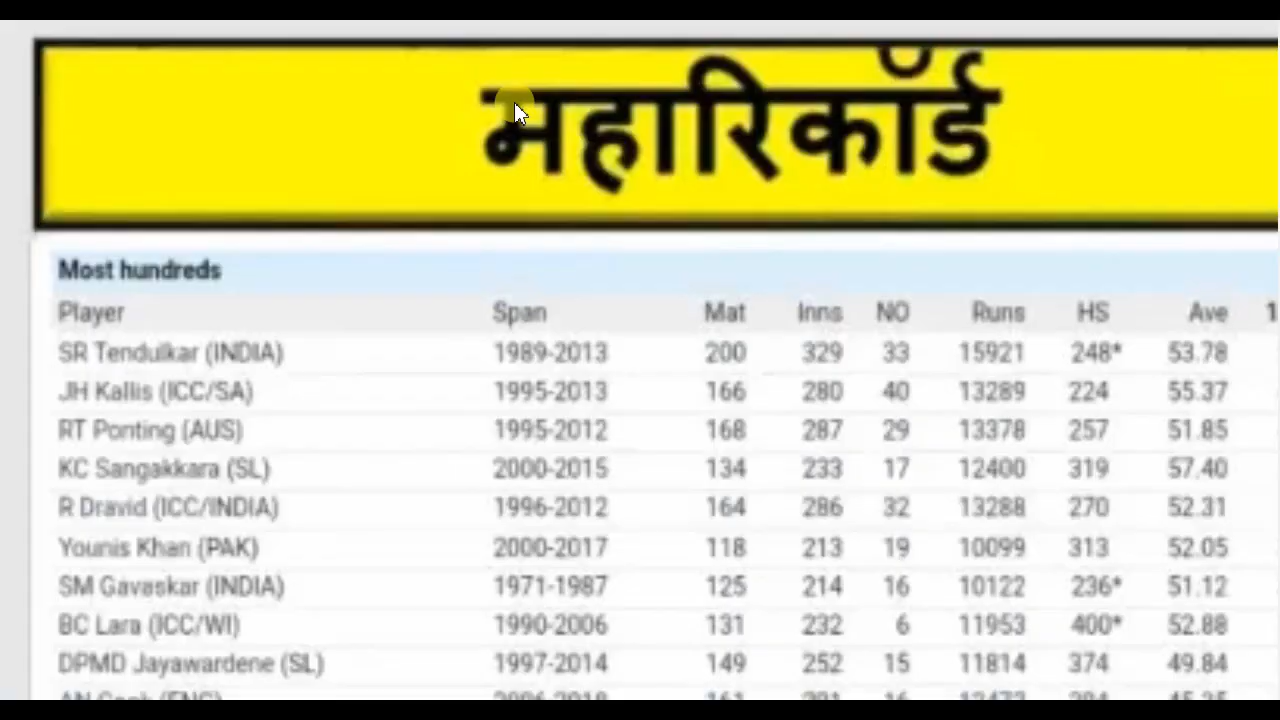 महारिकॉर्ड
Most hundreds
Player Span Mat Inns NO Runs HS Ave 1
SR Tendulkar (INDIA) 1989-2013 200 329 33 15921 248* 53.78
JH Kallis (ICC/SA) 1995-2013 166 280 40 13289 224 55.37
RT Ponting (AUS) 1995-2012 168 287 29 13378 257 51.85
KC Sangakkara (SL) 2000-2015 134 233 17 12400 319 57.40
R Dravid (ICC/INDIA) 1996-2012 164 286 32 13288 270 52.31
Younis Khan (PAK) 2000-2017 118 213 19 10099 313 52.05
SM Gavaskar (INDIA) 1971-1987 125 214 16 10122 236* 51.12
BC Lara (ICC/WI) 1990-2006 131 232 6 11953 400* 52.88
DPMD Jayawardene (SL) 1997-2014 149 252 15 11814 374 49.84